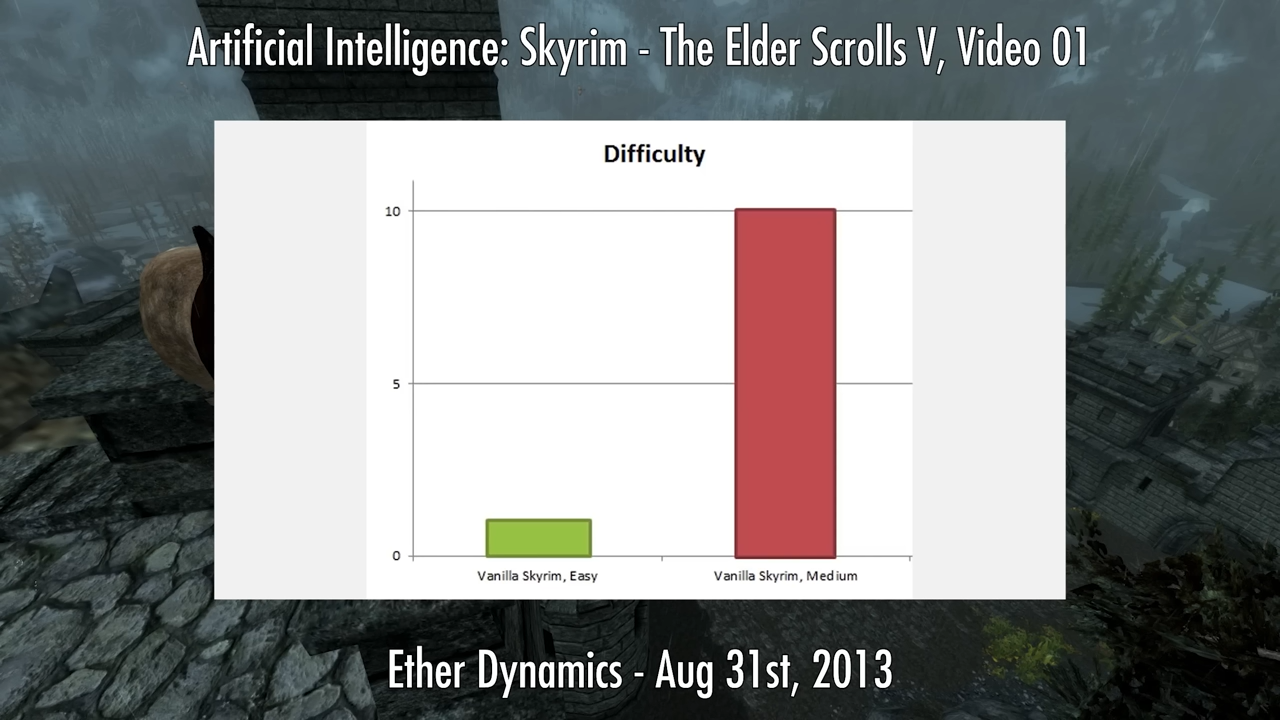 Artificial Intelligence: Skyrim - The Elder Scrolls V, Video 01
Difficulty
10
5
0
Vanilla Skyrim, Easy
Vanilla Skyrim, Medium
Ether Dynamics - Aug 31st, 2013